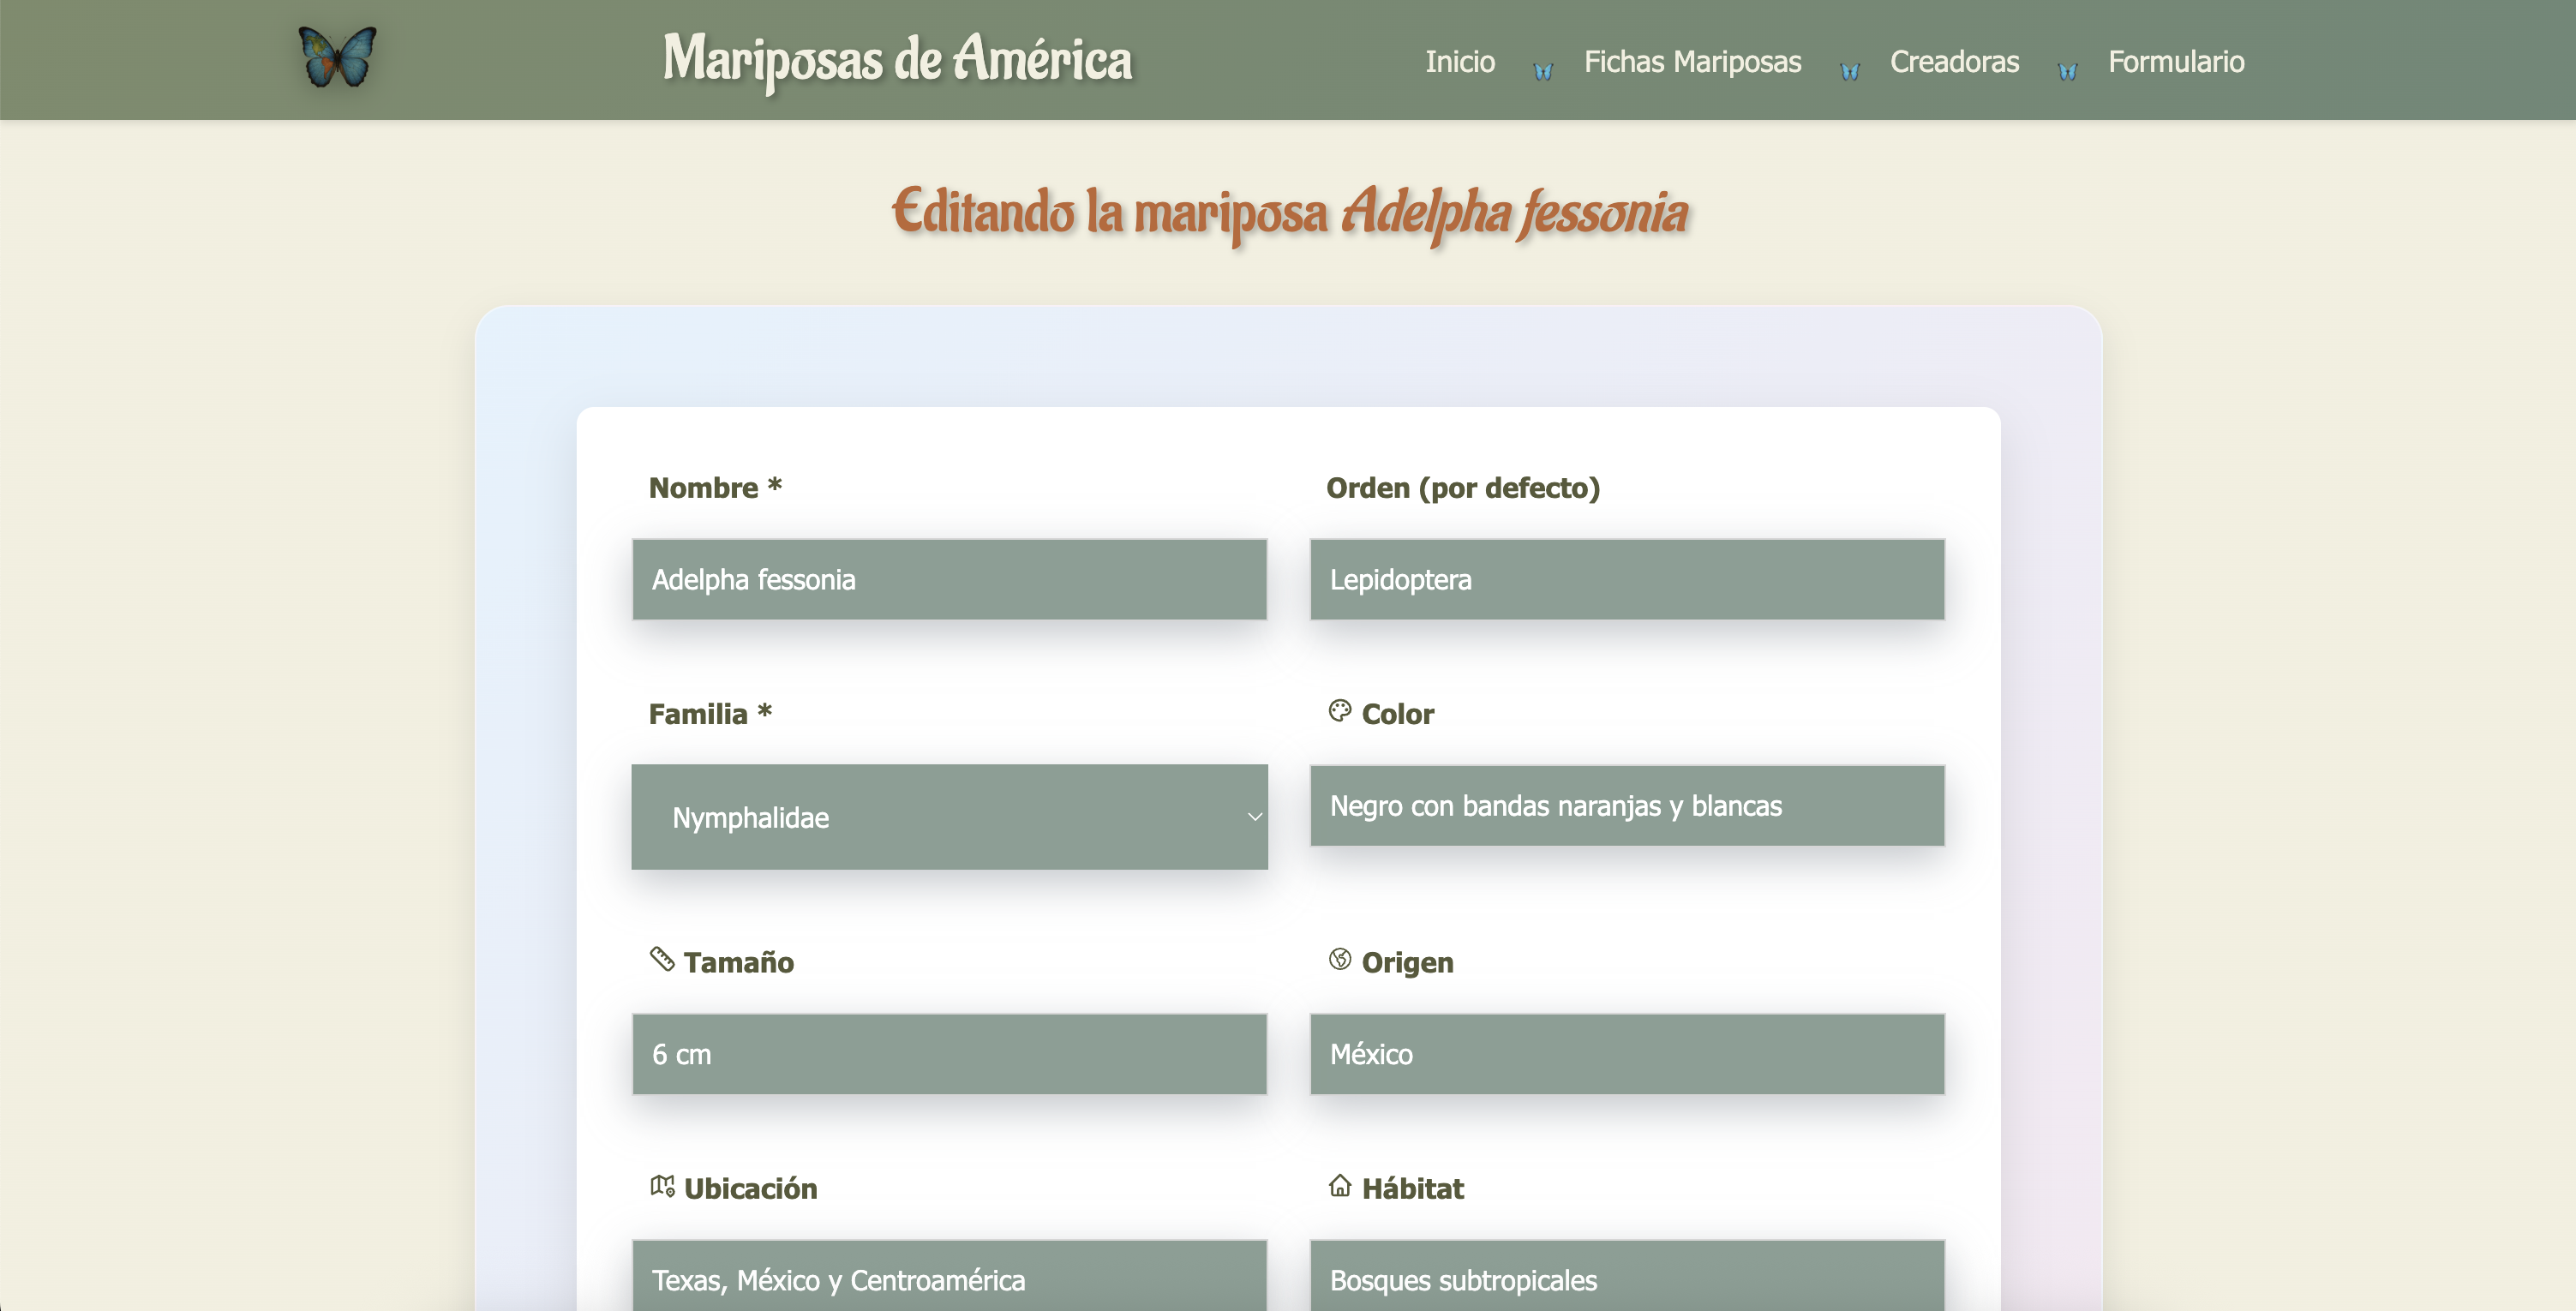 Mariposas de América
Inicio
Fichas Mariposas
Creadoras
Formulario
Editando la mariposa Adelpha fessonia
Nombre *
Orden (por defecto)
Adelpha fessonia
Lepidoptera
Familia *
Color
Nymphalidae
Negro con bandas naranjas y blancas
Tamaño
Origen
6 cm
México
Ubicación
Hábitat
Texas, México y Centroamérica
Bosques subtropicales